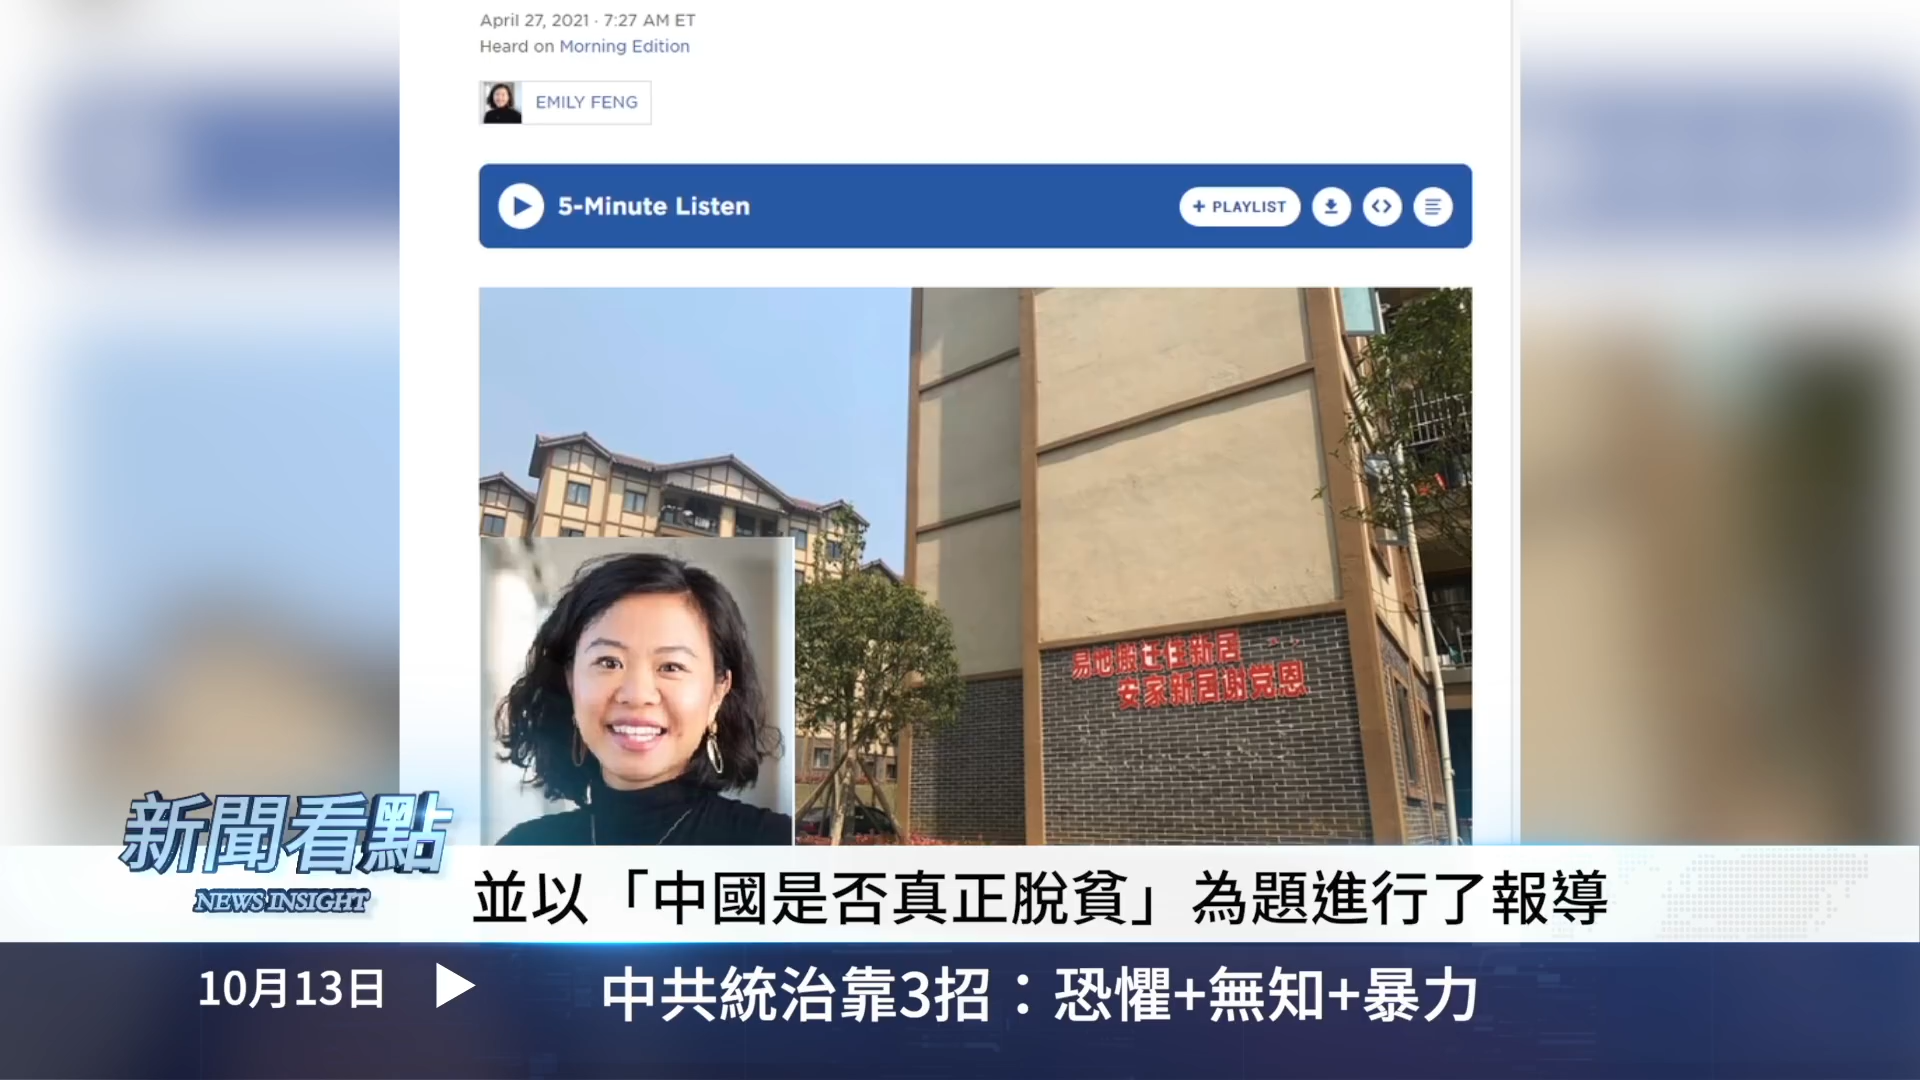 April 27, 2021 · 7:27 AM ET
Heard on Morning Edition
EMILY FENG
5-Minute Listen
+ PLAYLIST
易地搬迁住新居
安家新居谢党恩
新聞看點
NEWS INSIGHT
並以「中國是否真正脫貧」為題進行了報導
10月13日
中共統治靠3招：恐懼+無知+暴力